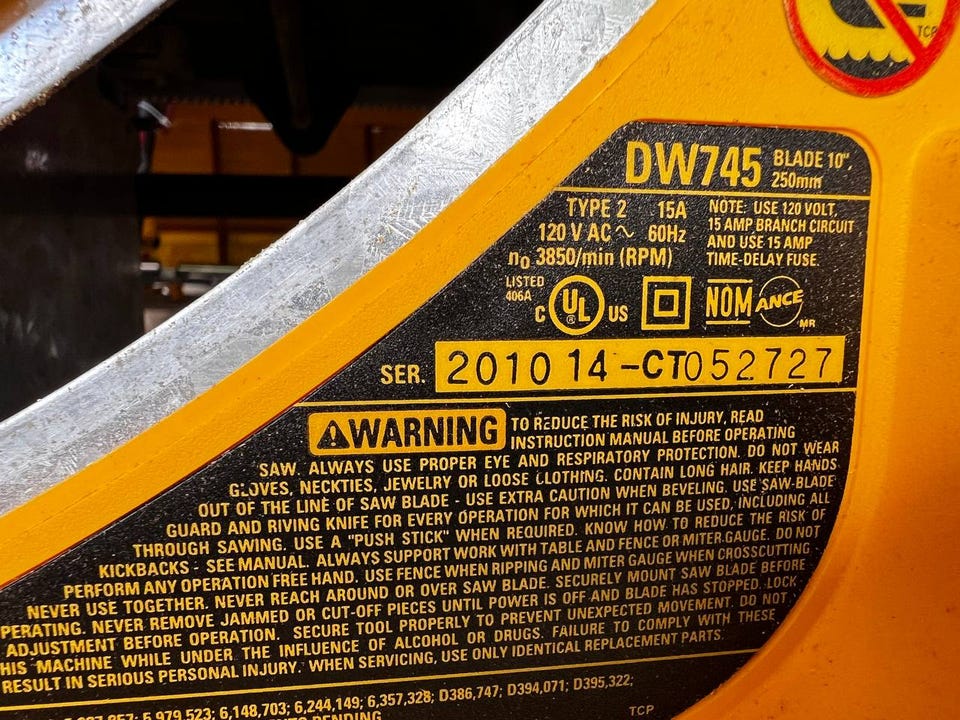 TCP
DW745 BLADE 10",
250mm
TYPE 2 15A
120 V AC ~ 60Hz
n0 3850/min (RPM)
NOTE: USE 120 VOLT,
15 AMP BRANCH CIRCUIT
AND USE 15 AMP
TIME-DELAY FUSE.
LISTED
406A
C UL ® US NOM ANCE MR
SER. 2010 14-CT052727
⚠WARNING TO REDUCE THE RISK OF INJURY, READ
INSTRUCTION MANUAL BEFORE OPERATING
SAW. ALWAYS USE PROPER EYE AND RESPIRATORY PROTECTION. DO NOT WEAR
GLOVES, NECKTIES, JEWELRY OR LOOSE CLOTHING. CONTAIN LONG HAIR. KEEP HANDS
OUT OF THE LINE OF SAW BLADE - USE EXTRA CAUTION WHEN BEVELING. USE SAW-BLADE
GUARD AND RIVING KNIFE FOR EVERY OPERATION FOR WHICH IT CAN BE USED, INCLUDING ALL
THROUGH SAWING. USE A "PUSH STICK" WHEN REQUIRED. KNOW HOW TO REDUCE THE RISK OF
KICKBACKS - SEE MANUAL. ALWAYS SUPPORT WORK WITH TABLE AND FENCE OR MITER GAUGE. DO NOT
PERFORM ANY OPERATION FREE HAND. USE FENCE WHEN RIPPING AND MITER GAUGE WHEN CROSSCUTTING.
NEVER USE TOGETHER. NEVER REACH AROUND OR OVER SAW BLADE. SECURELY MOUNT SAW BLADE BEFORE
PERATING. NEVER REMOVE JAMMED OR CUT-OFF PIECES UNTIL POWER IS OFF AND BLADE HAS STOPPED. LOCK
ADJUSTMENT BEFORE OPERATION. SECURE TOOL PROPERLY TO PREVENT UNEXPECTED MOVEMENT. DO NOT
HIS MACHINE WHILE UNDER THE INFLUENCE OF ALCOHOL OR DRUGS. FAILURE TO COMPLY WITH THESE
RESULT IN SERIOUS PERSONAL INJURY. WHEN SERVICING, USE ONLY IDENTICAL REPLACEMENT PARTS.
5,979,523; 6,148,703; 6,244,149; 6,357,328; D386,747; D394,071; D395,322;
PENDING
TCP